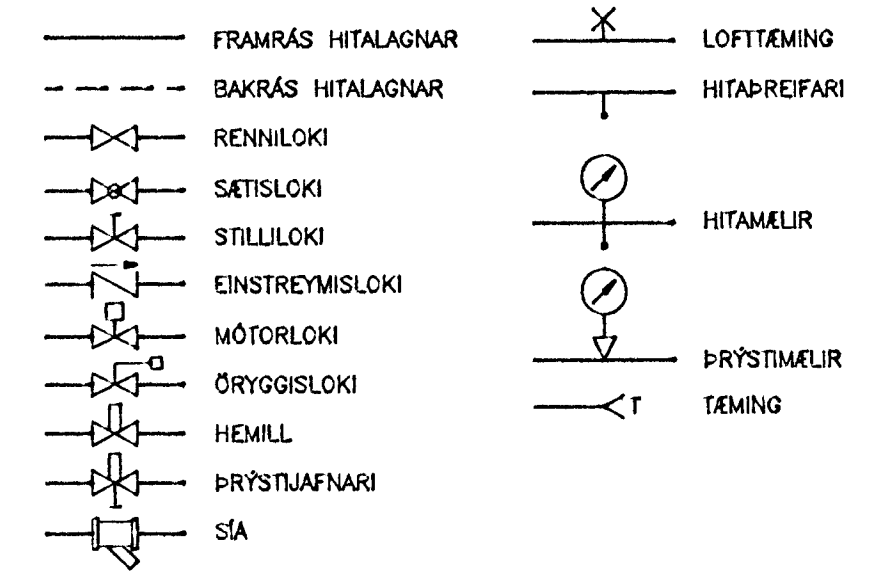 FRAMRÁS HITALAGNAR
BAKRÁS HITALAGNAR
RENNILOKI
SÆTISLOKI
STILLILOKI
EINSTREYMISLOKI
MÓTORLOKI
ÖRYGGISLOKI
HEMILL
ÞRÝSTIJAFNARI
SÍA
LOFTTÆMING
HITAÞREIFARI
HITAMÆLIR
ÞRÝSTIMÆLIR
T TÆMING